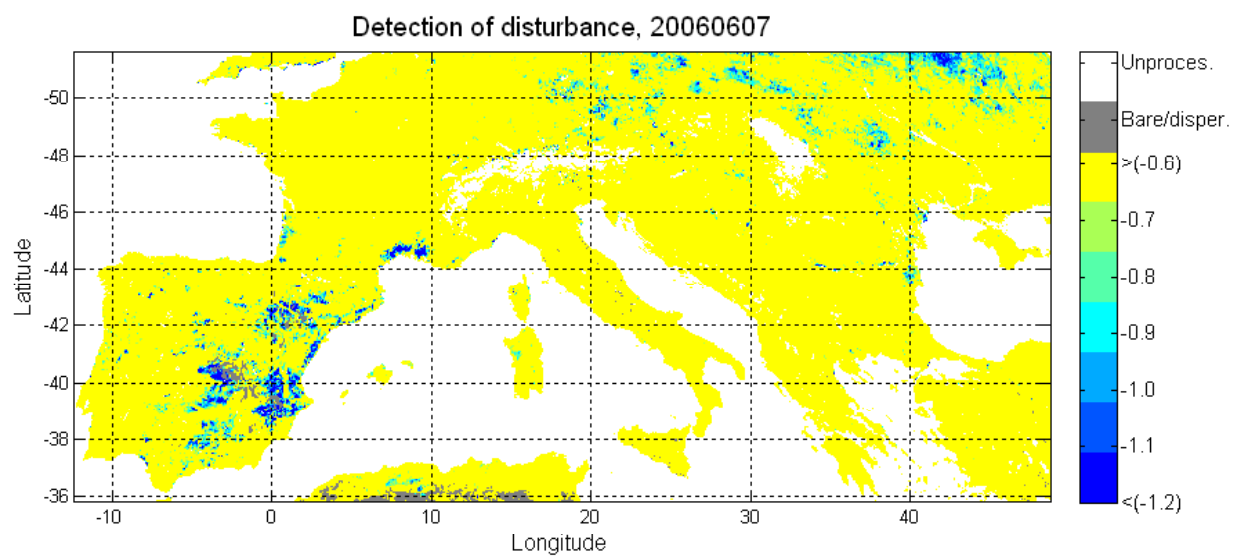 Detection of disturbance, 20060607
Unproces.
Bare/disper.
>(-0.6)
-0.7
-0.8
-0.9
-1.0
-1.1
<(-1.2)
Latitude
-50
-48
-46
-44
-42
-40
-38
-36
-10 0 10 20 30 40
Longitude